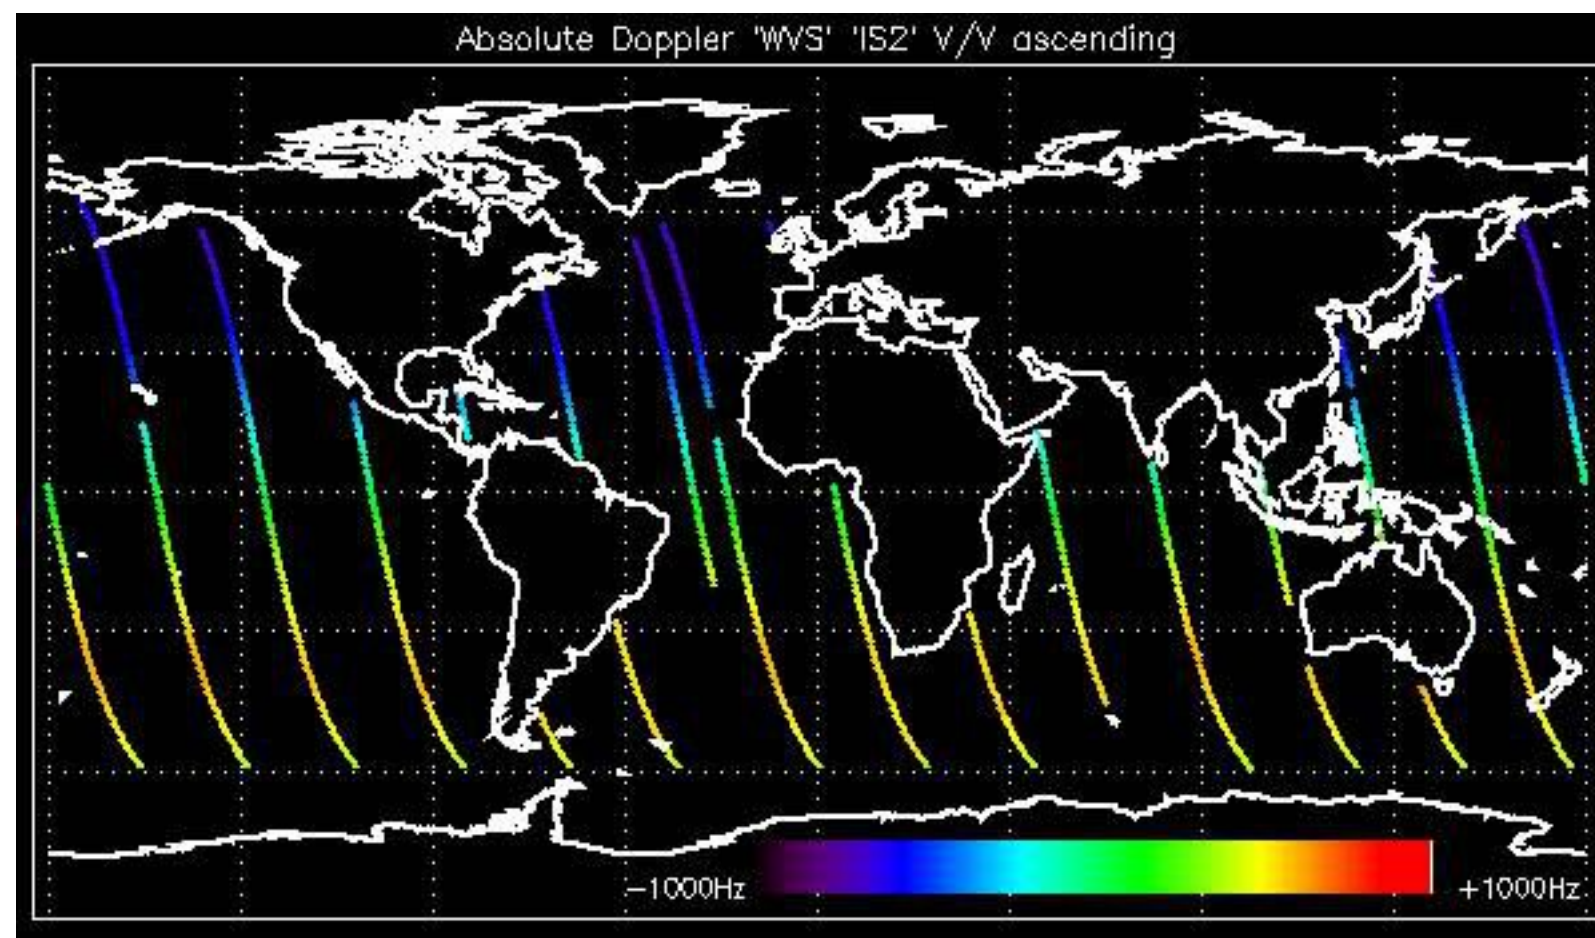 Absolute Doppler 'WVS' 'IS2' V/V ascending
−1000Hz +1000Hz